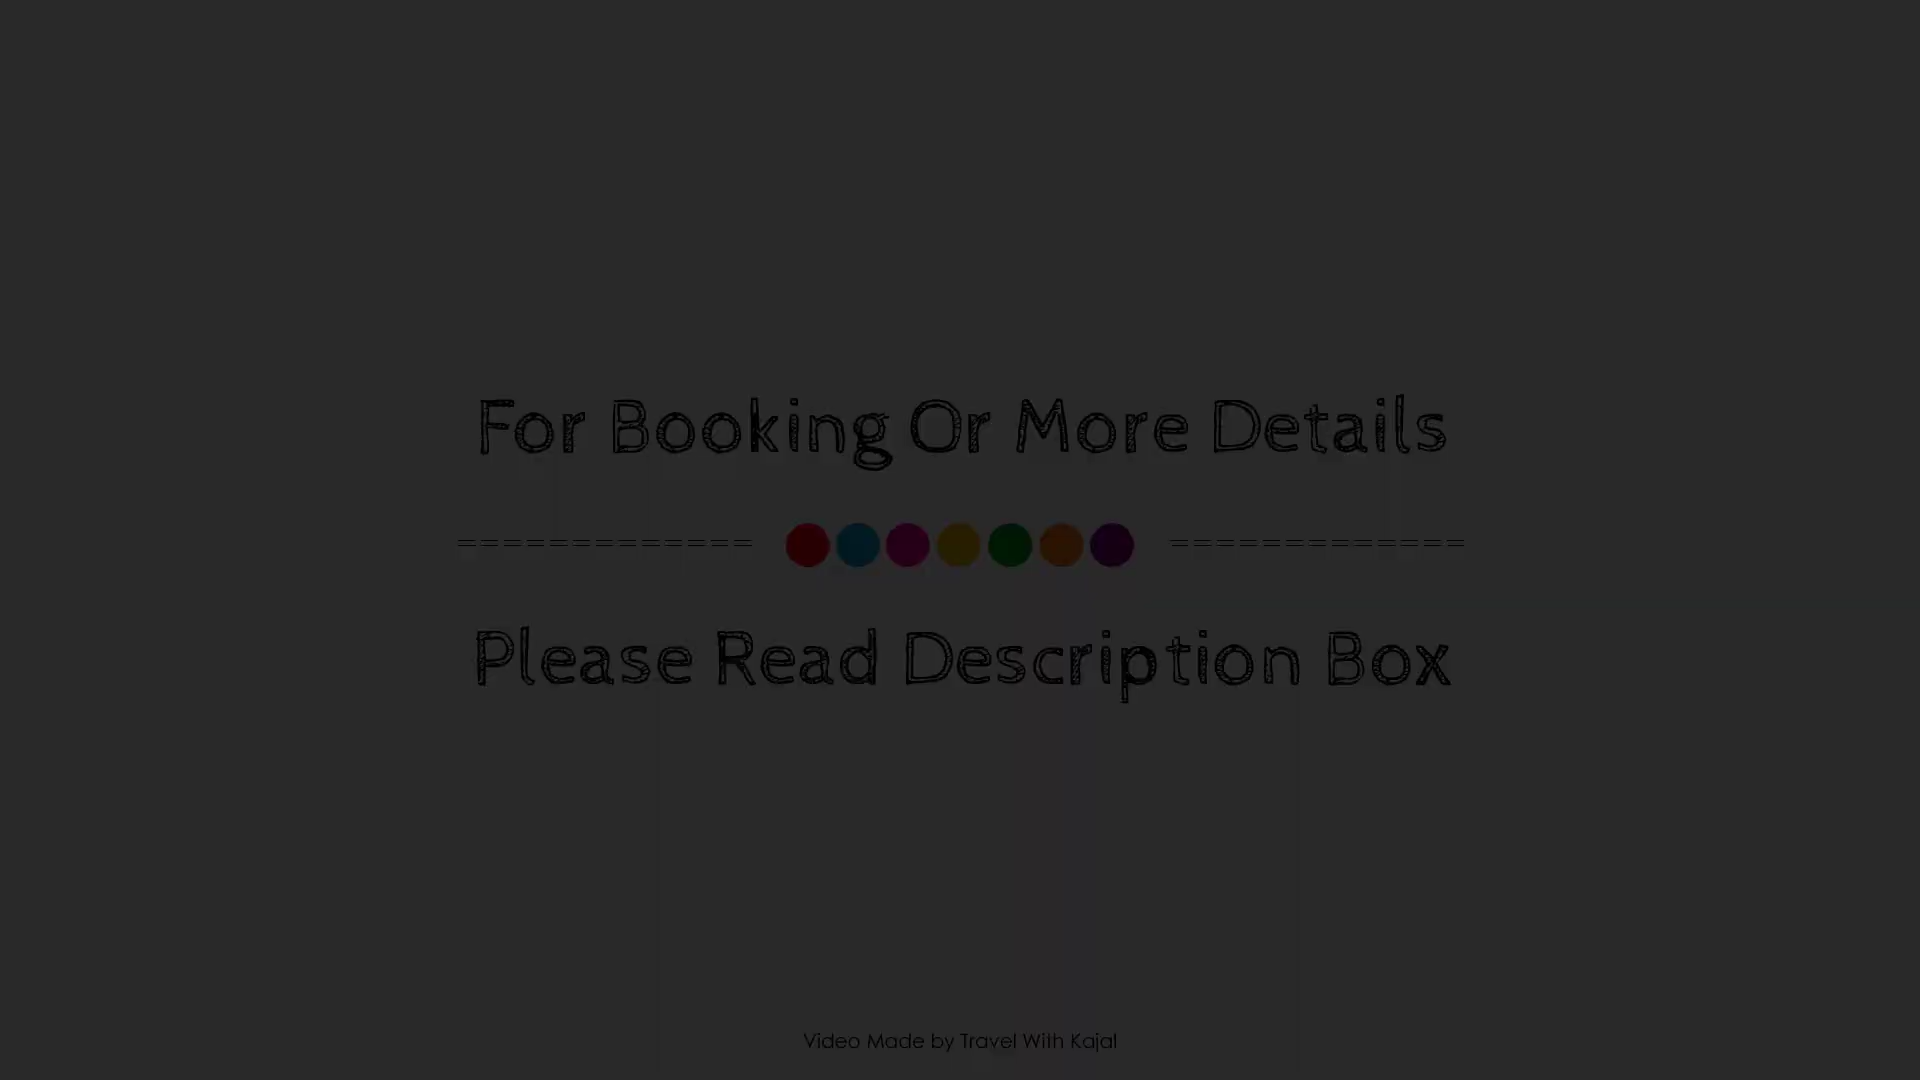 For Booking Or More Details
============= =============
Please Read Description Box
Video Made by Travel With Kajal